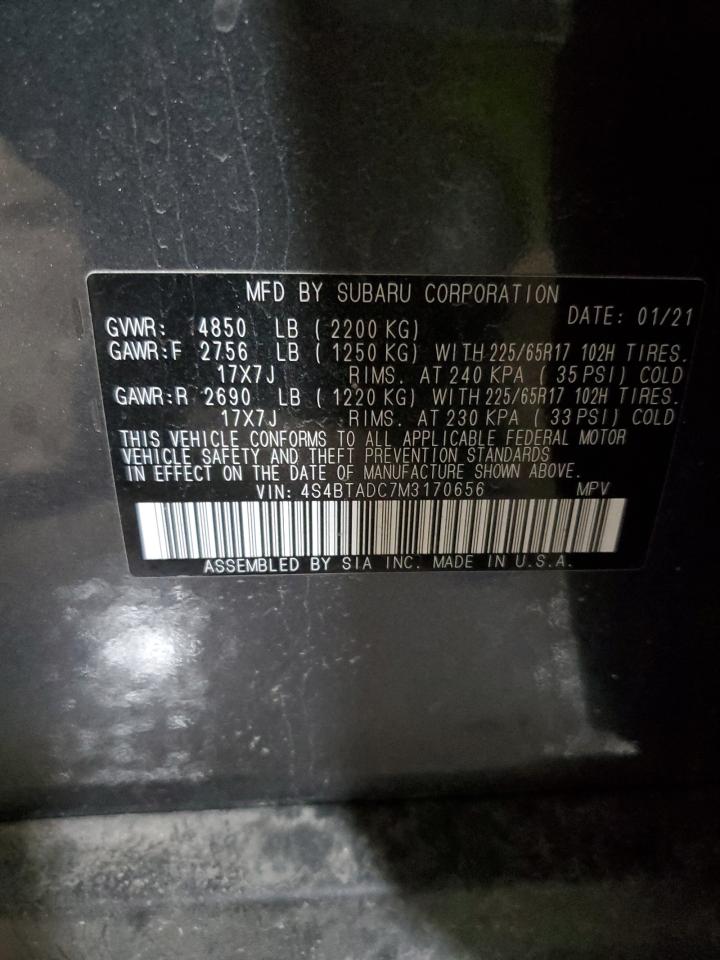 MFD BY SUBARU CORPORATION
DATE: 01/21
GVWR: 4850 LB ( 2200 KG)
GAWR:F 2756 LB ( 1250 KG) WITH 225/65R17 102H TIRES.
17X7J RIMS. AT 240 KPA ( 35 PSI) COLD
GAWR:R 2690 LB ( 1220 KG) WITH 225/65R17 102H TIRES.
17X7J RIMS. AT 230 KPA ( 33 PSI) COLD
THIS VEHICLE CONFORMS TO ALL APPLICABLE FEDERAL MOTOR
VEHICLE SAFETY AND THEFT PREVENTION STANDARDS
IN EFFECT ON THE DATE OF MANUFACTURE SHOWN ABOVE.
VIN: 4S4BTADC7M3170656 MPV
ASSEMBLED BY SIA INC. MADE IN U.S.A.